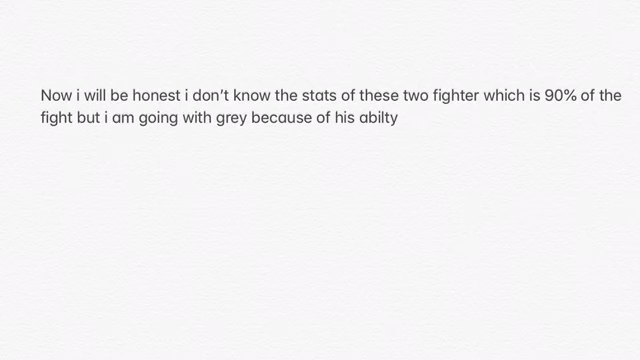 Now i will be honest i don’t know the stats of these two fighter which is 90% of the
fight but i am going with grey because of his abilty